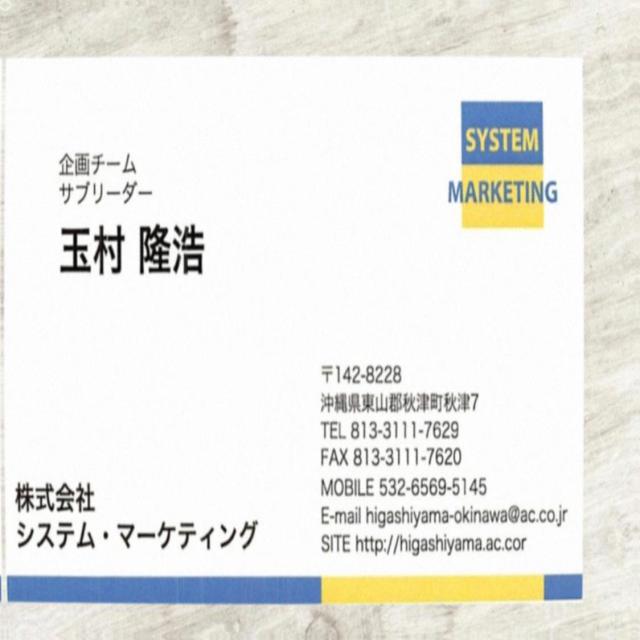 企画チーム
サブリーダー
玉村 隆浩
SYSTEM
MARKETING
〒142-8228
沖縄県東山郡秋津町秋津7
TEL 813-3111-7629
FAX 813-3111-7620
MOBILE 532-6569-5145
E-mail higashiyama-okinawa@ac.co.jr
SITE http://higashiyama.ac.cor
株式会社
システム・マーケティング